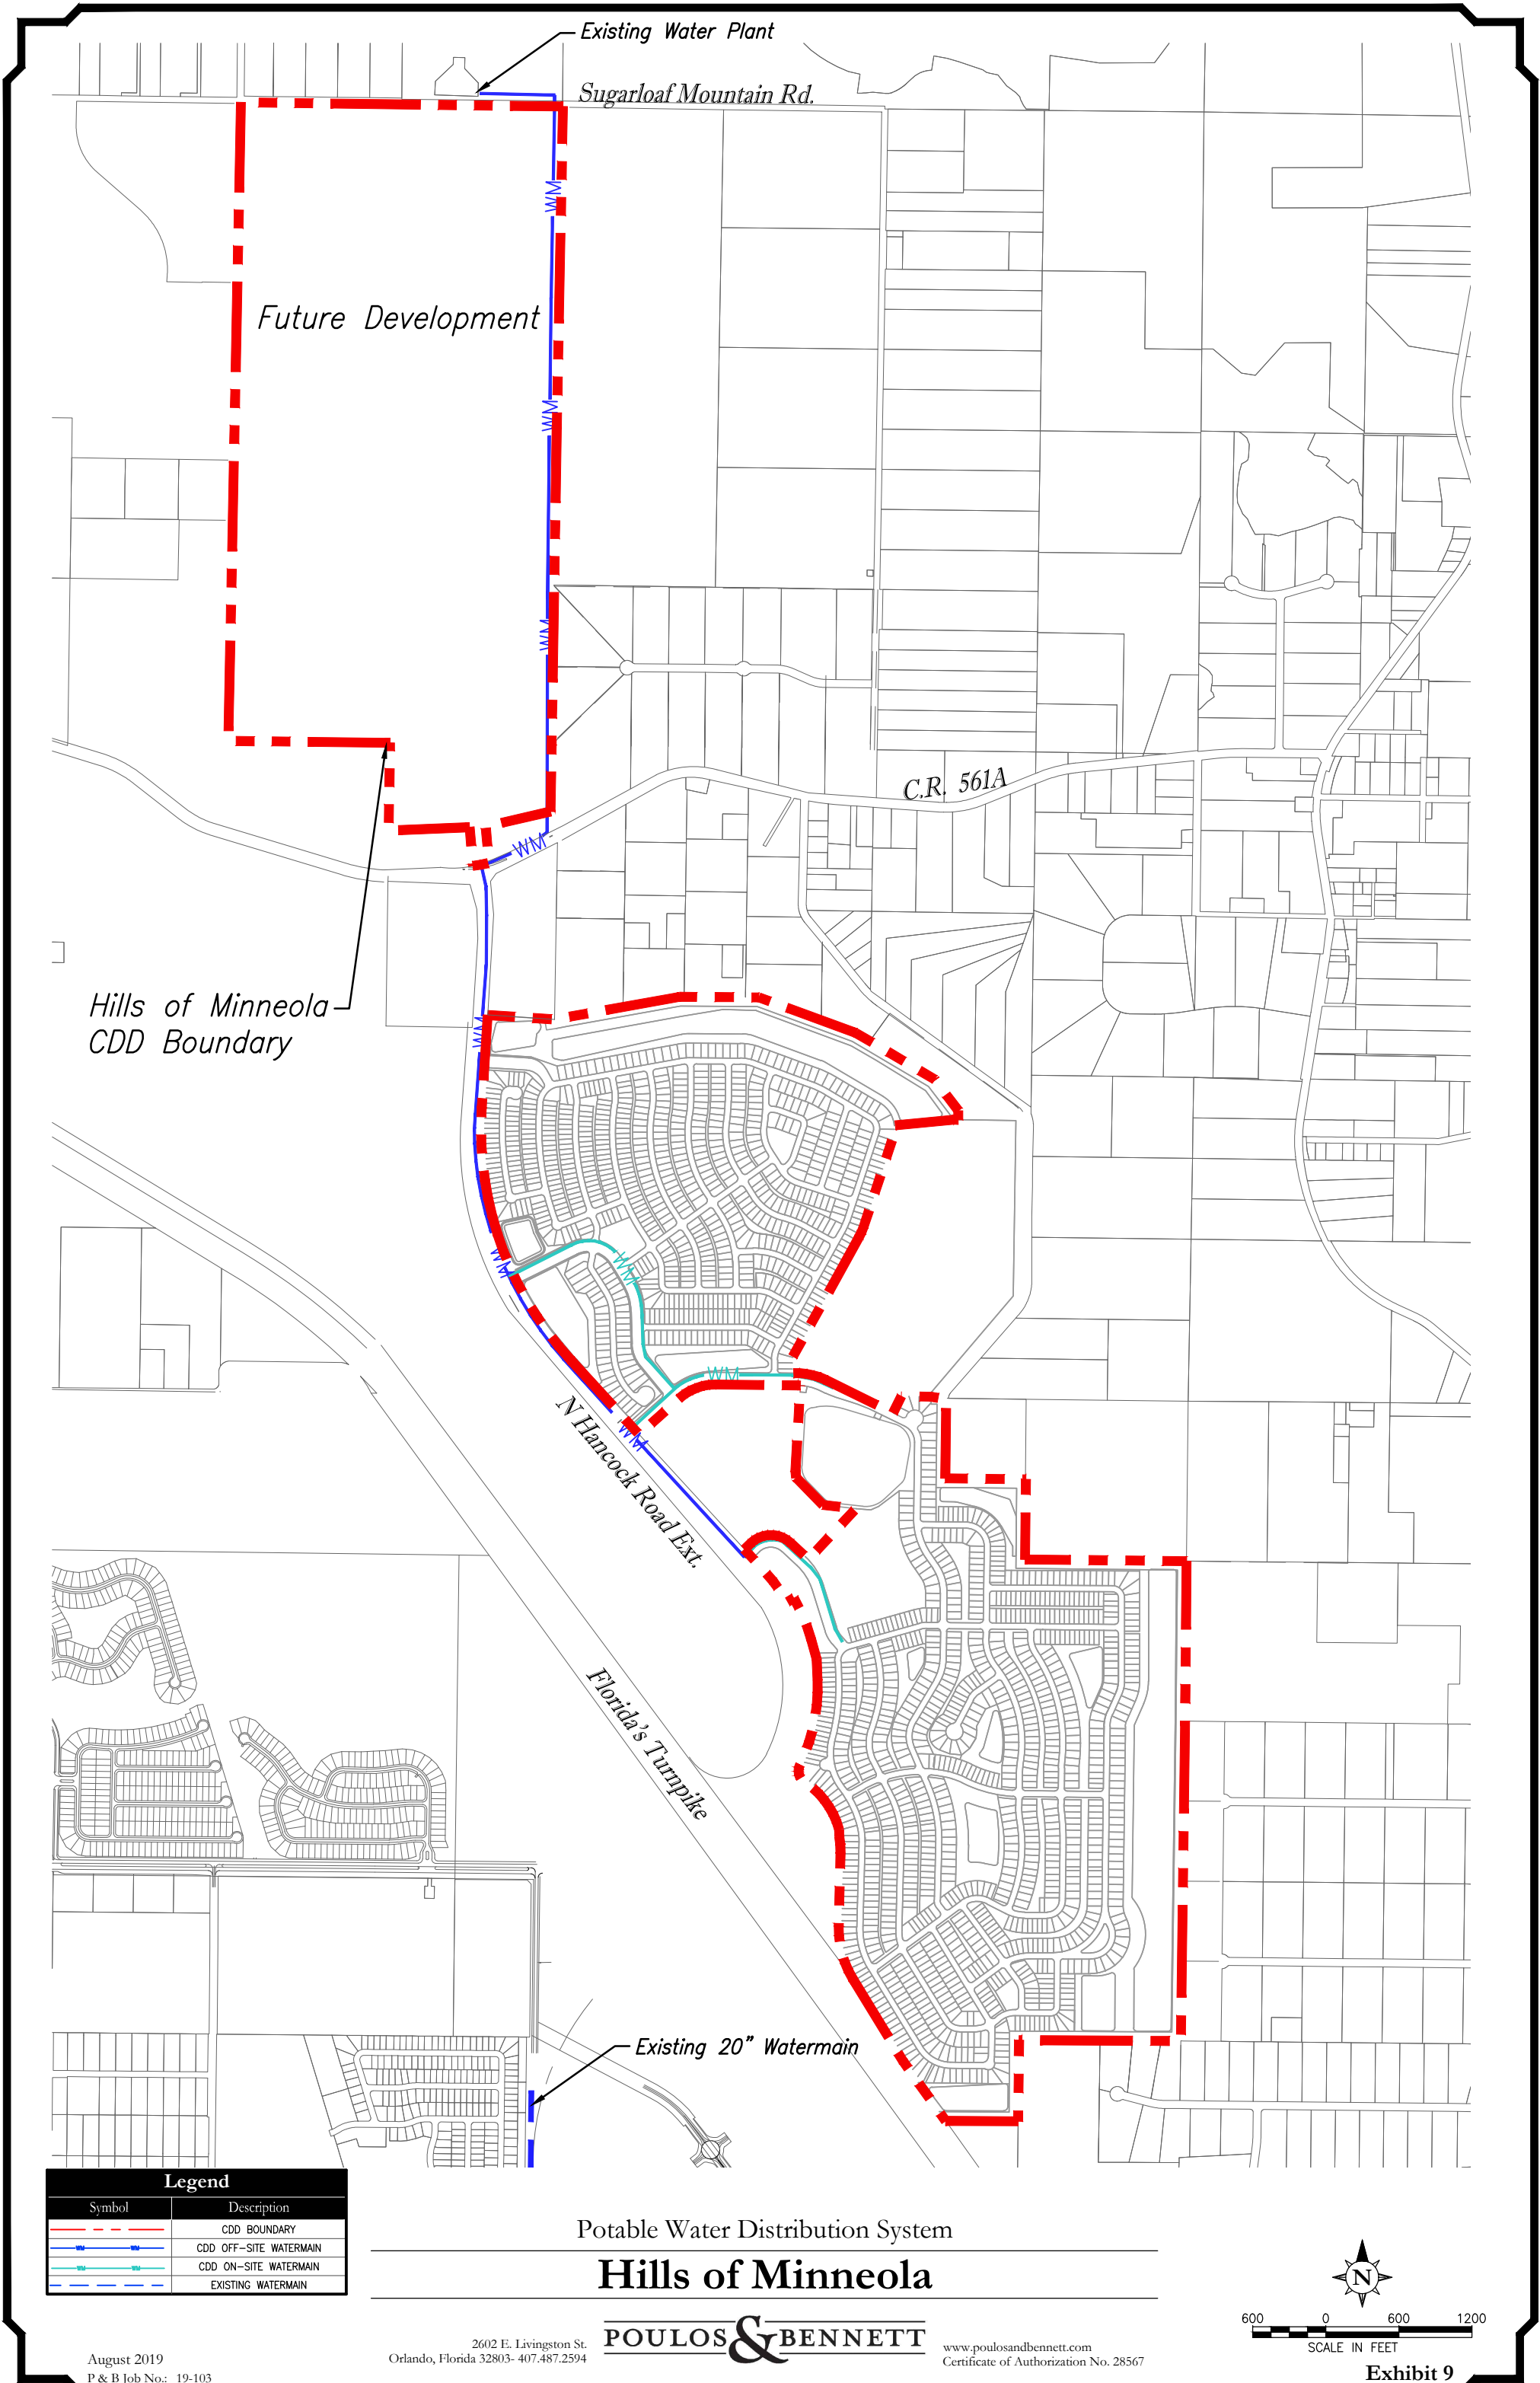 Existing Water Plant
Sugarloaf Mountain Rd.
WM
Future Development
WM
WM
C.R. 561A
WM
Hills of Minneola
CDD Boundary
WM
WM
WM
WM
WM
N Hancock Road Ext.
Florida's Turnpike
Existing 20" Watermain
Legend
Symbol Description
CDD BOUNDARY
CDD OFF-SITE WATERMAIN
CDD ON-SITE WATERMAIN
EXISTING WATERMAIN
Potable Water Distribution System
Hills of Minneola
POULOS & BENNETT
2602 E. Livingston St.
Orlando, Florida 32803- 407.487.2594
www.poulosandbennett.com
Certificate of Authorization No. 28567
N
600 0 600 1200
SCALE IN FEET
Exhibit 9
August 2019
P & B Job No.: 19-103